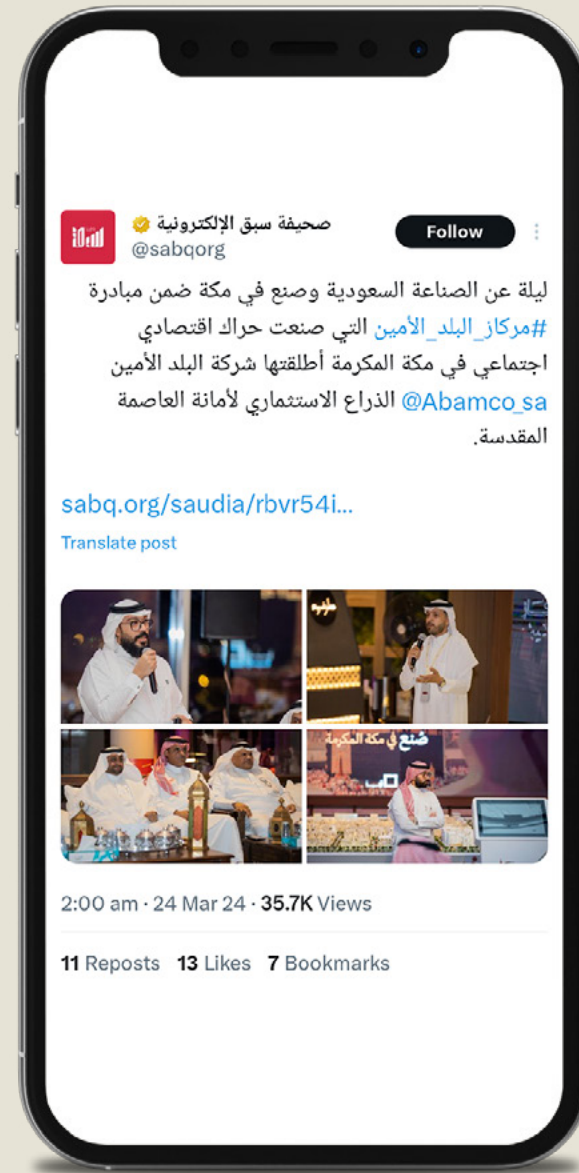 صحيفة سبق الإلكترونية
@sabqorg
Follow
ليلة عن الصناعة السعودية وصنع في مكة ضمن مبادرة
#مركاز_البلد_الأمين التي صنعت حراك اقتصادي
اجتماعي في مكة المكرمة أطلقتها شركة البلد الأمين
@Abamco_sa الذراع الاستثماري لأمانة العاصمة
المقدسة.
sabq.org/saudia/rbvr54i...
Translate post
صُنع في مكة المكرمة
2:00 am · 24 Mar 24 · 35.7K Views
11 Reposts 13 Likes 7 Bookmarks